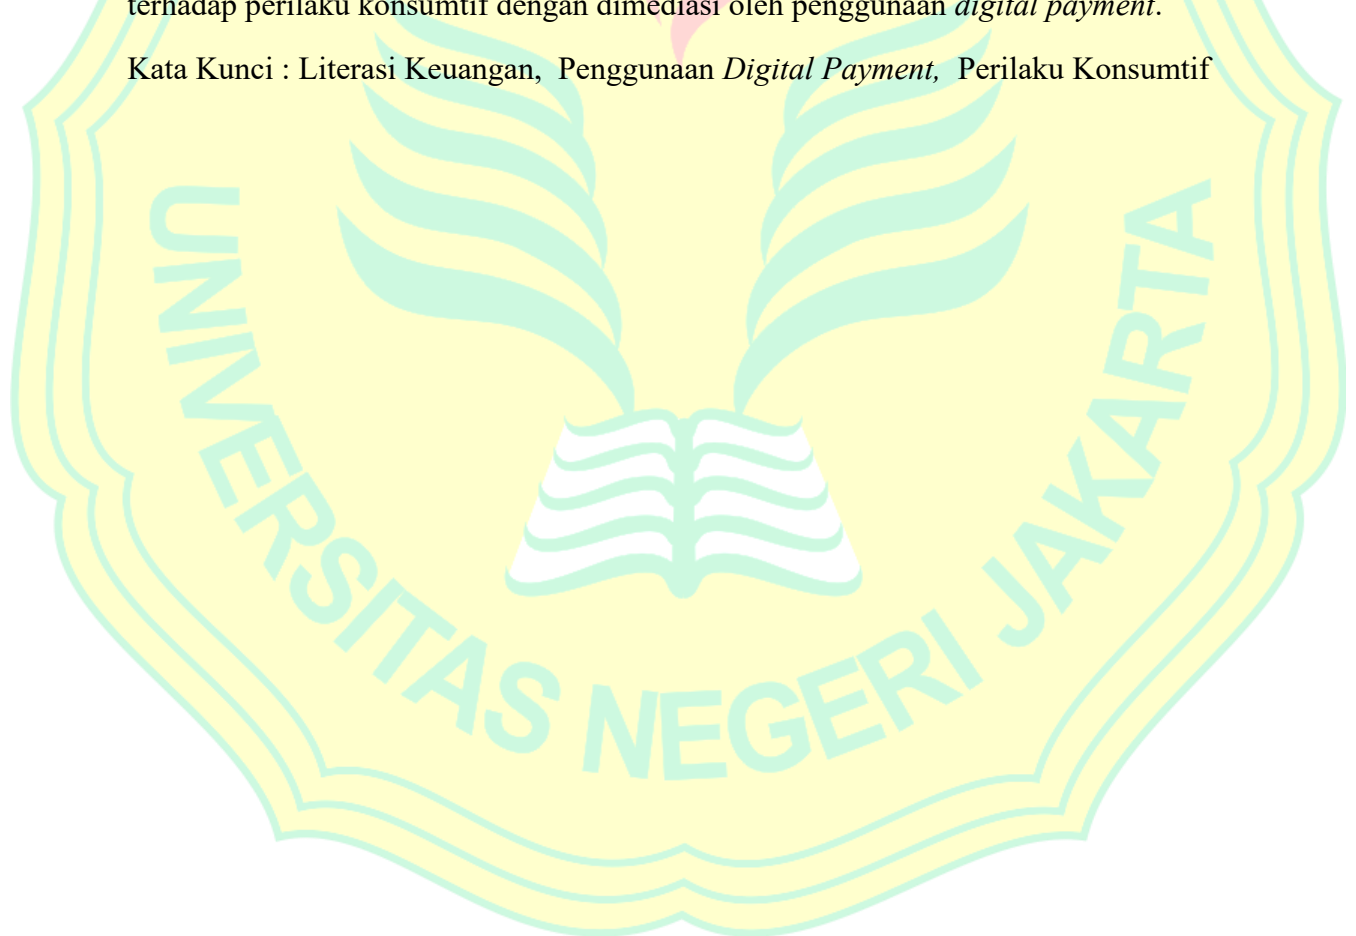 terhadap perilaku konsumtif dengan dimediasi oleh penggunaan digital payment.
Kata Kunci : Literasi Keuangan, Penggunaan Digital Payment, Perilaku Konsumtif
UNIVERSITAS NEGERI JAKARTA